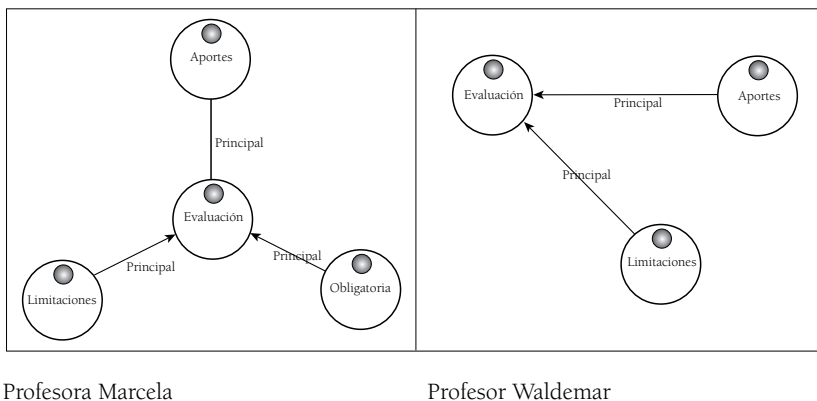 Aportes
Principal
Evaluación
Principal
Principal
Limitaciones
Obligatoria
Evaluación
Principal
Aportes
Principal
Limitaciones
Profesora Marcela
Profesor Waldemar